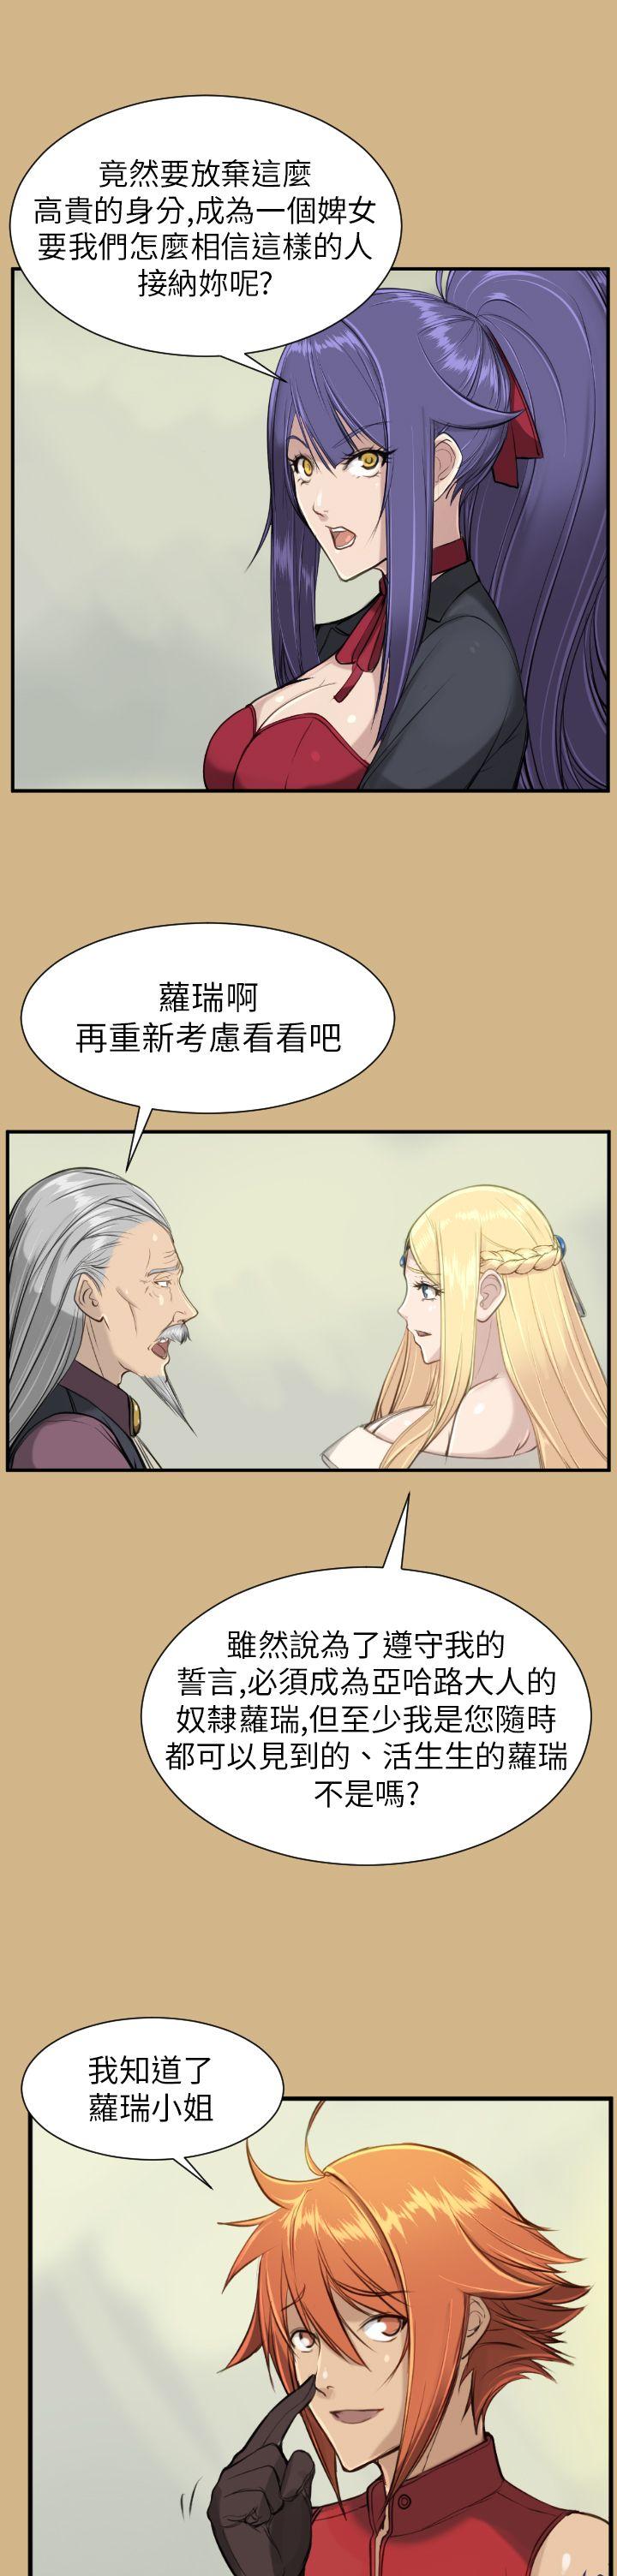 竟然要放棄這麼
高貴的身分,成為一個婢女
要我們怎麼相信這樣的人
接納妳呢?
蘿瑞啊
再重新考慮看看吧
雖然說為了遵守我的
誓言,必須成為亞哈路大人的
奴隸蘿瑞,但至少我是您隨時
都可以見到的、活生生的蘿瑞
不是嗎?
我知道了
蘿瑞小姐